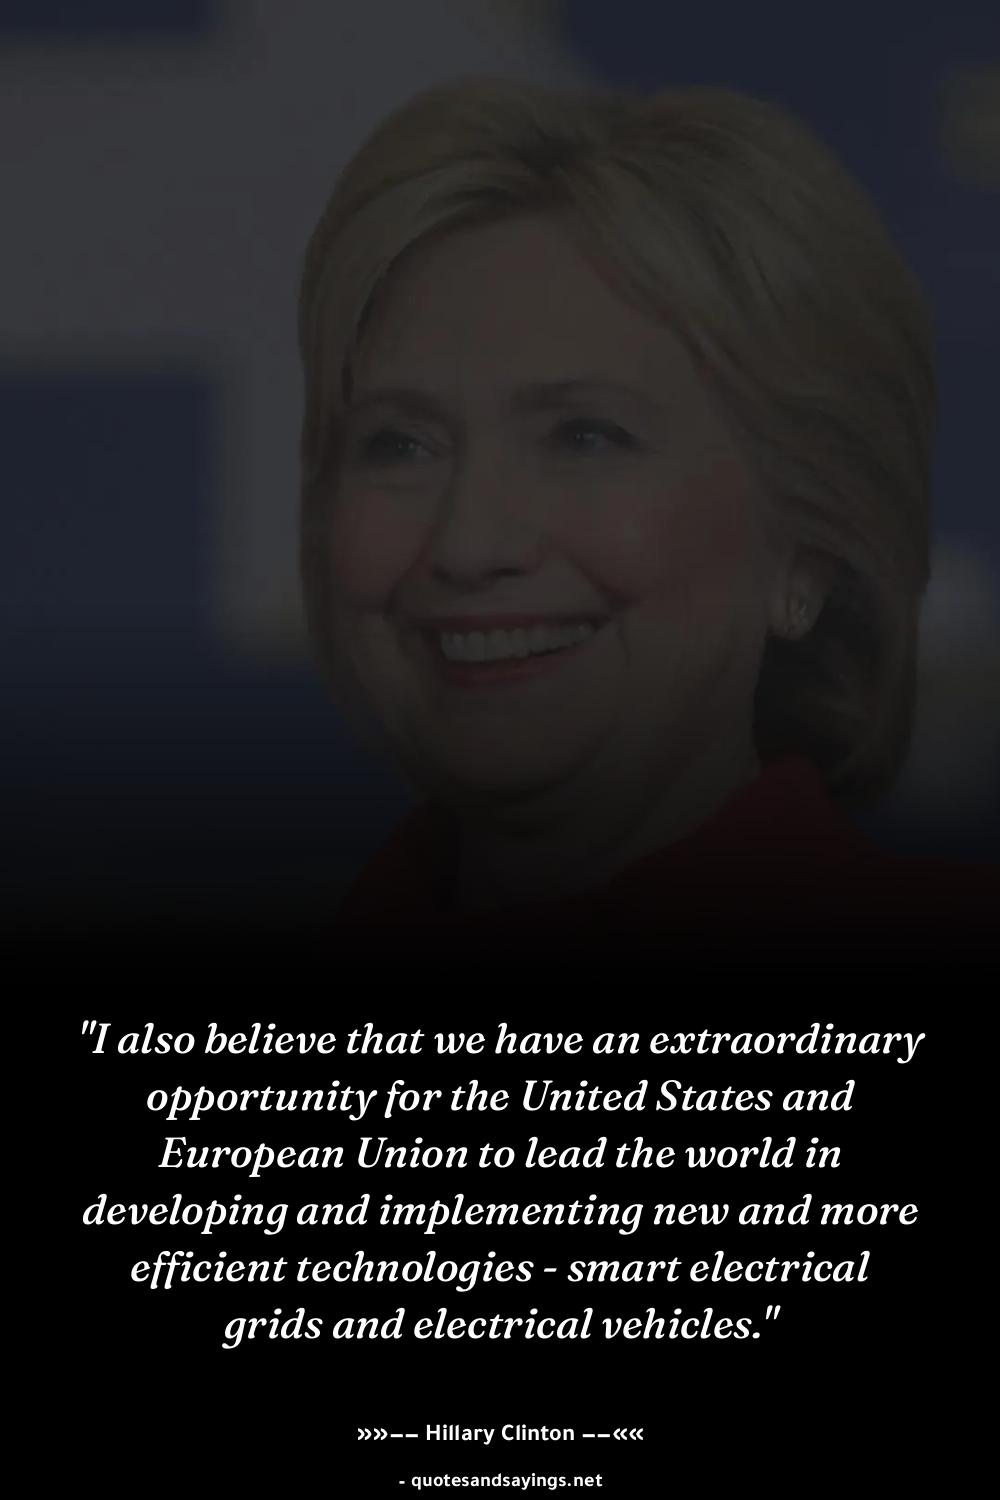 "I also believe that we have an extraordinary
opportunity for the United States and
European Union to lead the world in
developing and implementing new and more
efficient technologies - smart electrical
grids and electrical vehicles."
»»−− Hillary Clinton −−««
- quotesandsayings.net